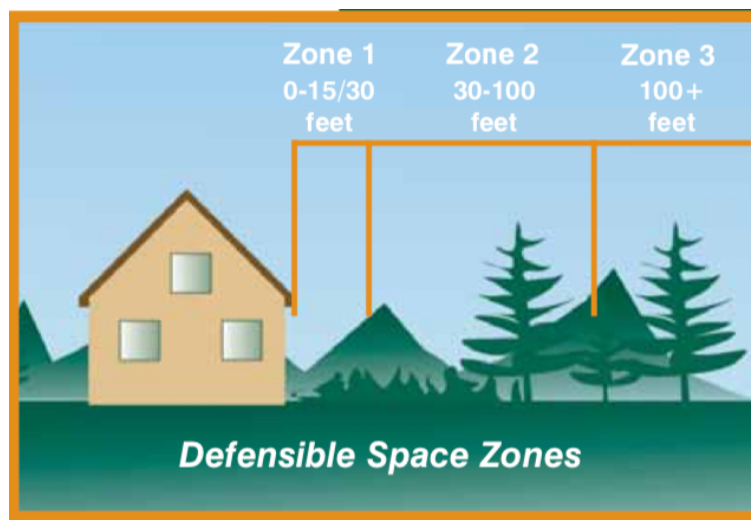 Zone 1
0-15/30
feet
Zone 2
30-100
feet
Zone 3
100+
feet
Defensible Space Zones